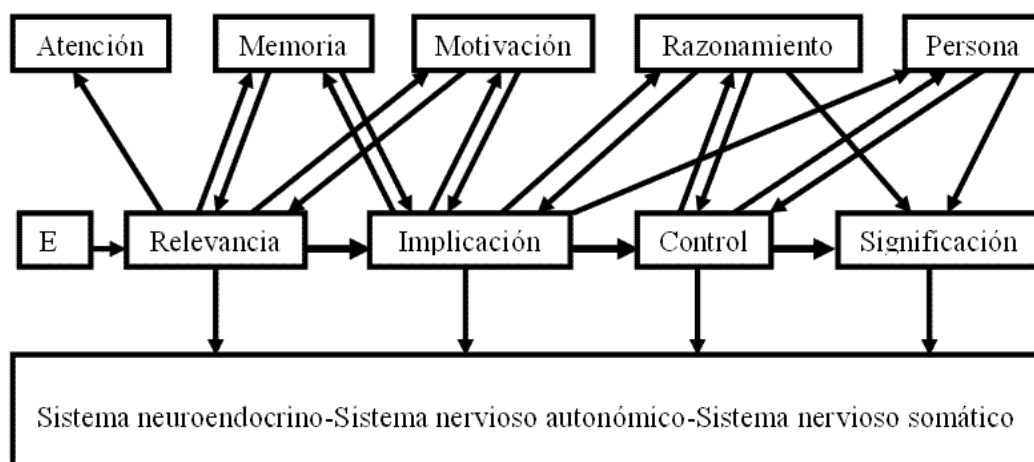 Atención Memoria Motivación Razonamiento Persona
E Relevancia Implicación Control Significación
Sistema neuroendocrino-Sistema nervioso autonómico-Sistema nervioso somático